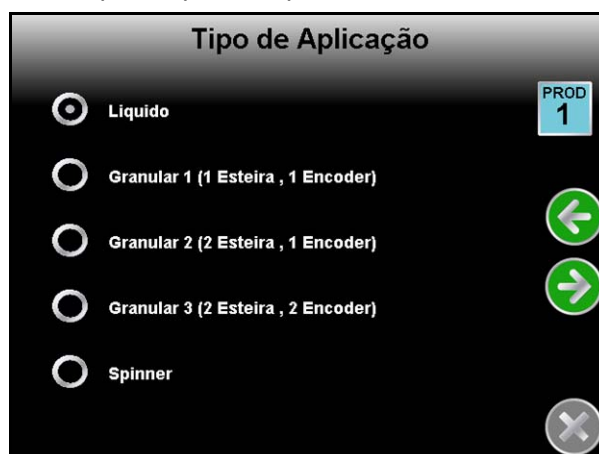 Tipo de Aplicação
PROD
1
Liquido
Granular 1 (1 Esteira , 1 Encoder)
Granular 2 (2 Esteira , 1 Encoder)
Granular 3 (2 Esteira , 2 Encoder)
Spinner